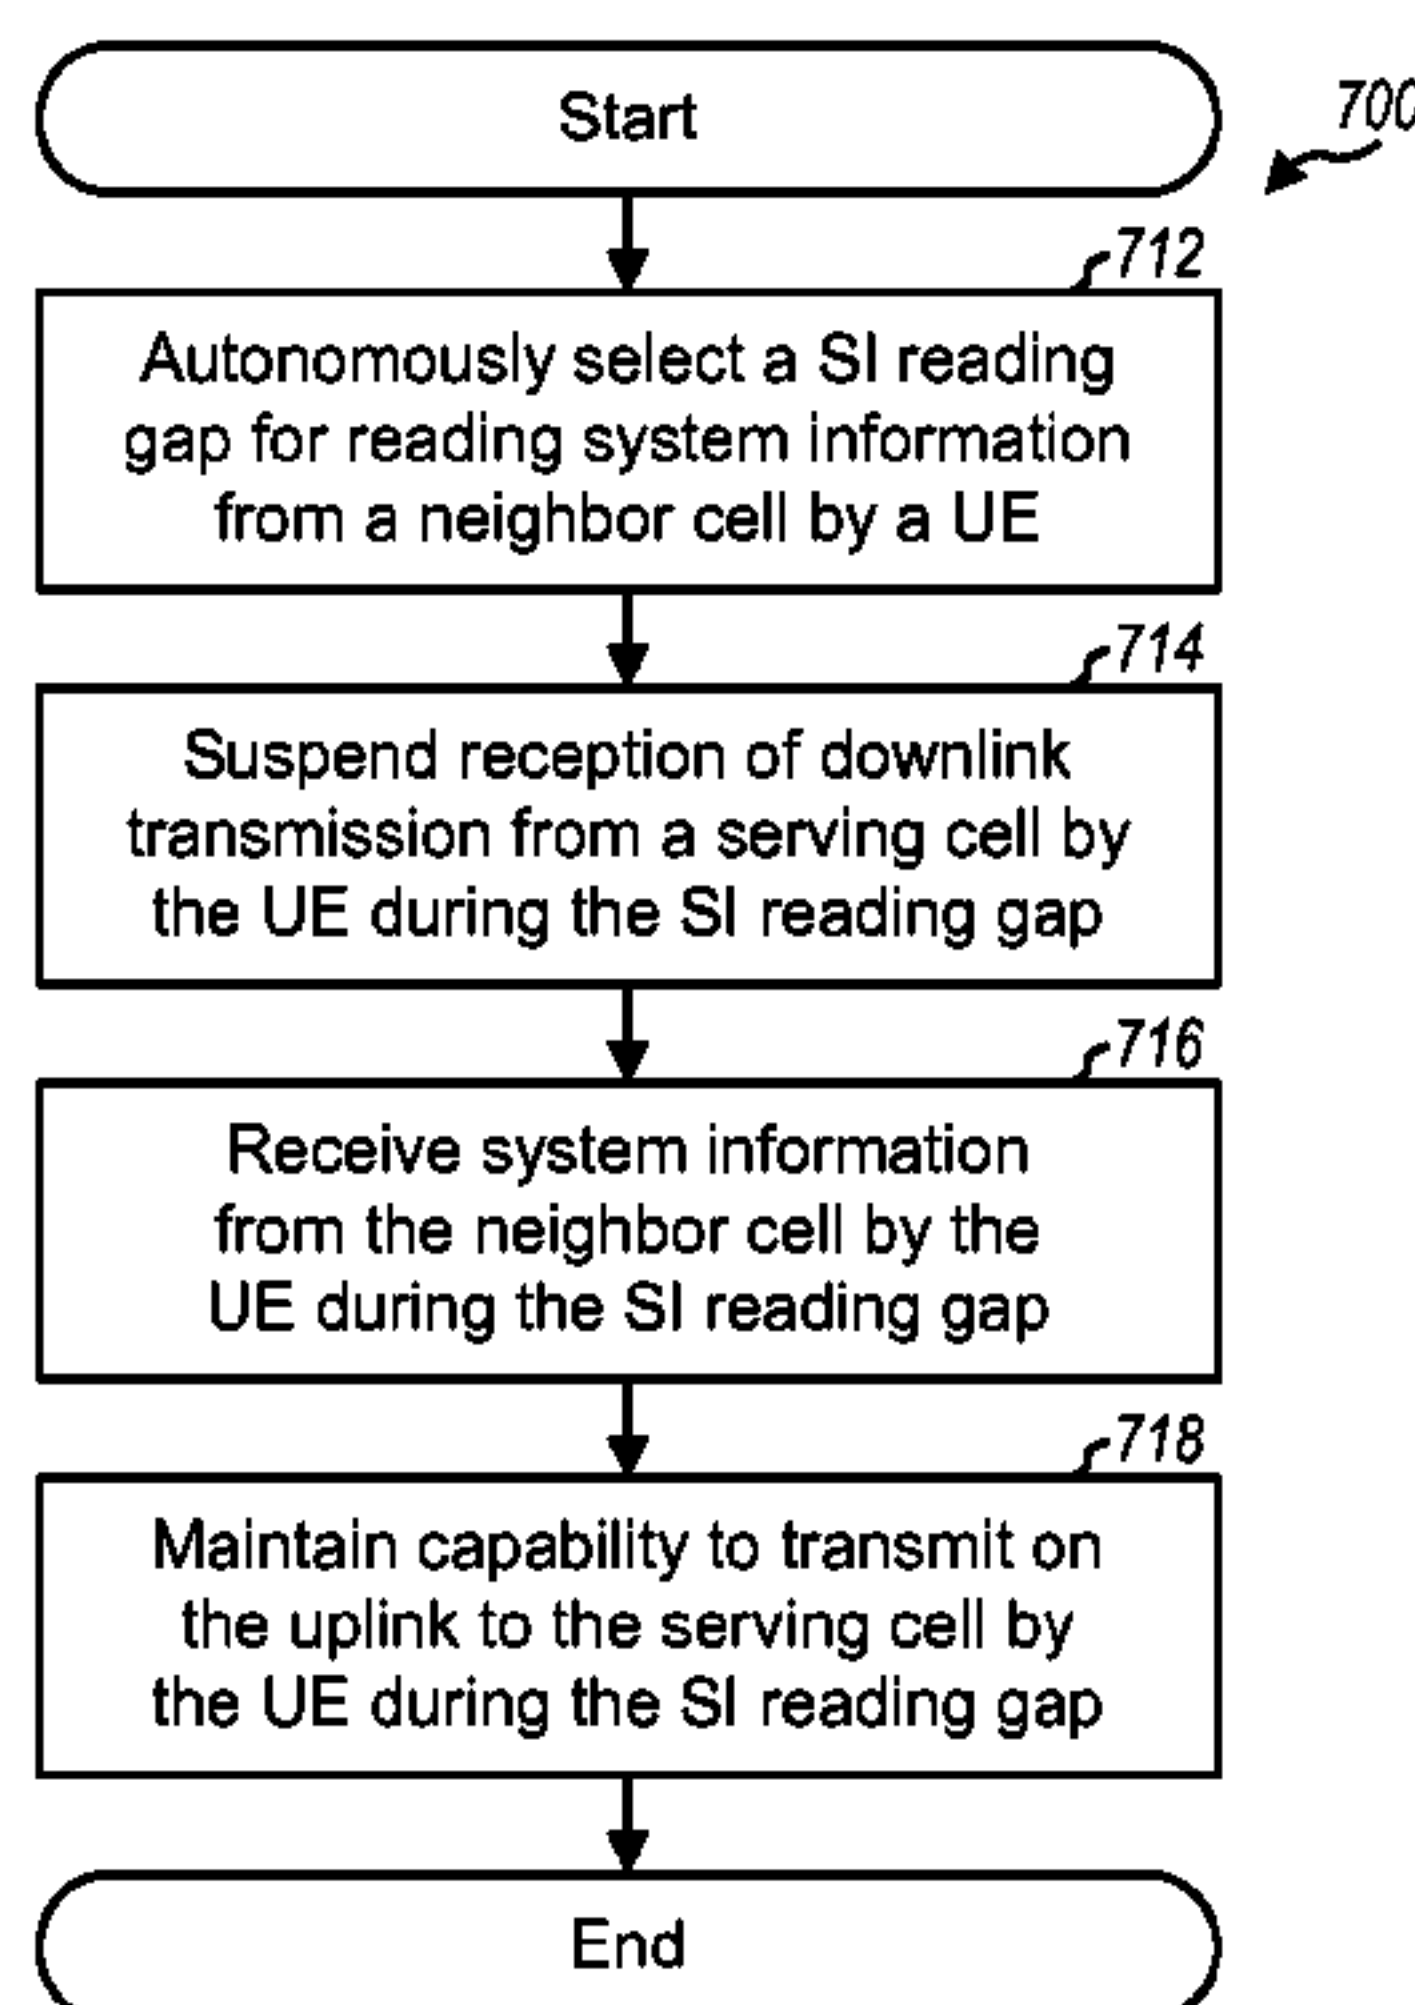 Start
700
712
Autonomously select a SI reading
gap for reading system information
from a neighbor cell by a UE
714
Suspend reception of downlink
transmission from a serving cell by
the UE during the SI reading gap
716
Receive system information
from the neighbor cell by the
UE during the SI reading gap
718
Maintain capability to transmit on
the uplink to the serving cell by
the UE during the SI reading gap
End